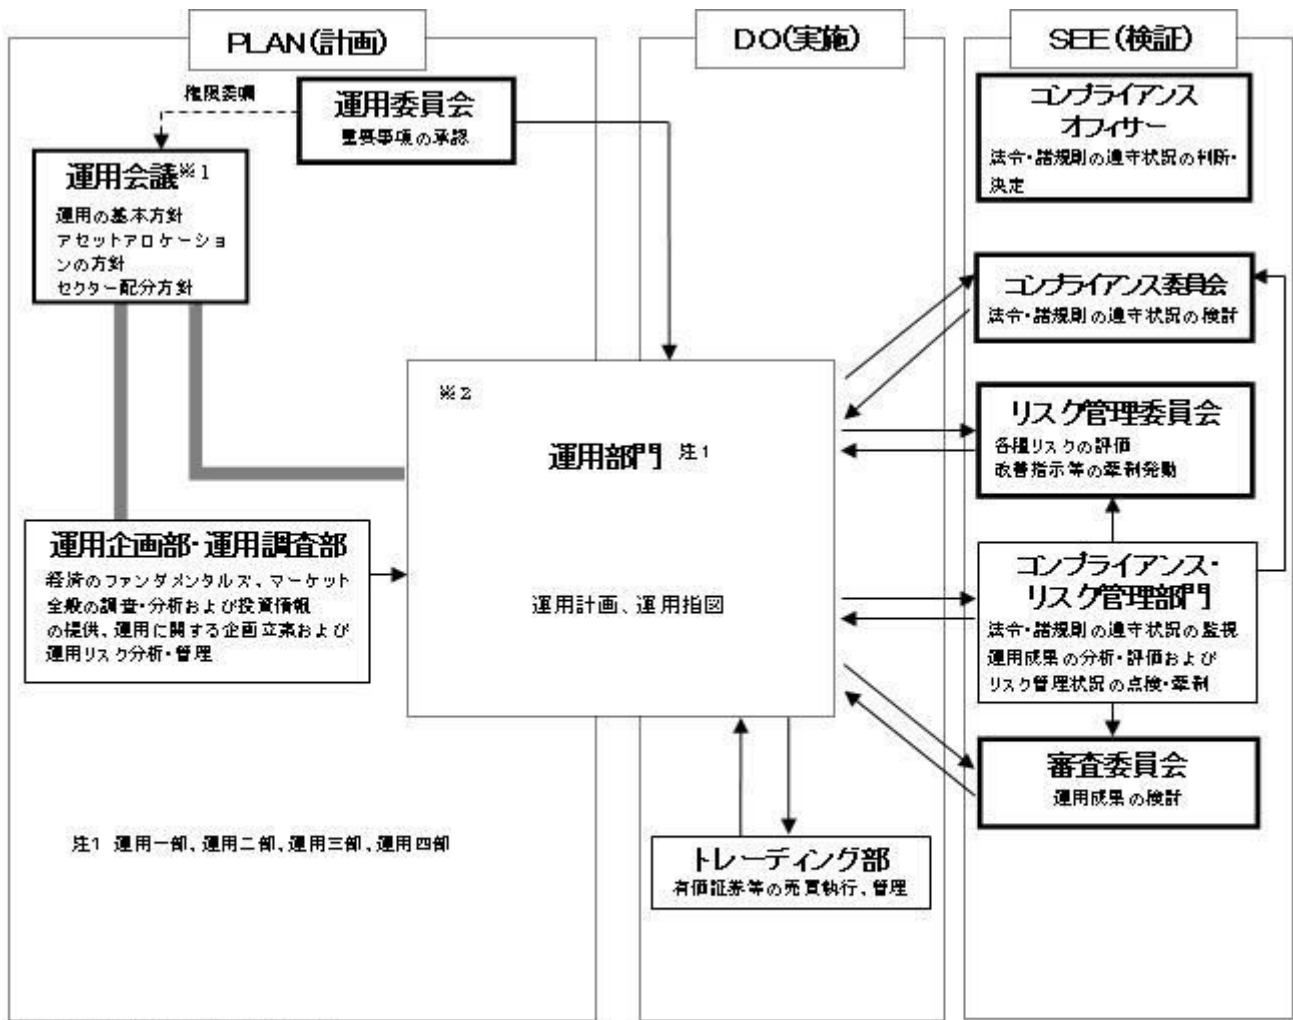 PLAN(計画)
権限委嘱
運用委員会
重要事項の承認
運用会議※1
運用の基本方針
アセットアロケーショ
ンの方針
セクター配分方針
運用企画部・運用調査部
経済のファンダメンタルズ、マーケット
全般の調査・分析および投資情報
の提供、運用に関する企画立案および
運用リスク分析・管理
注1 運用一部、運用二部、運用三部、運用四部
※2
運用部門 注1
運用計画、運用指図
DO(実施)
トレーディング部
有価証券等の売買執行、管理
SEE(検証)
コンプライアンス
オフィサー
法令・諸規則の遵守状況の判断・
決定
コンプライアンス委員会
法令・諸規則の遵守状況の検討
リスク管理委員会
各種リスクの評価
改善指示等の牽制発動
コンプライアンス・
リスク管理部門
法令・諸規則の遵守状況の監視
運用成果の分析・評価および
リスク管理状況の点検・牽制
審査委員会
運用成果の検討